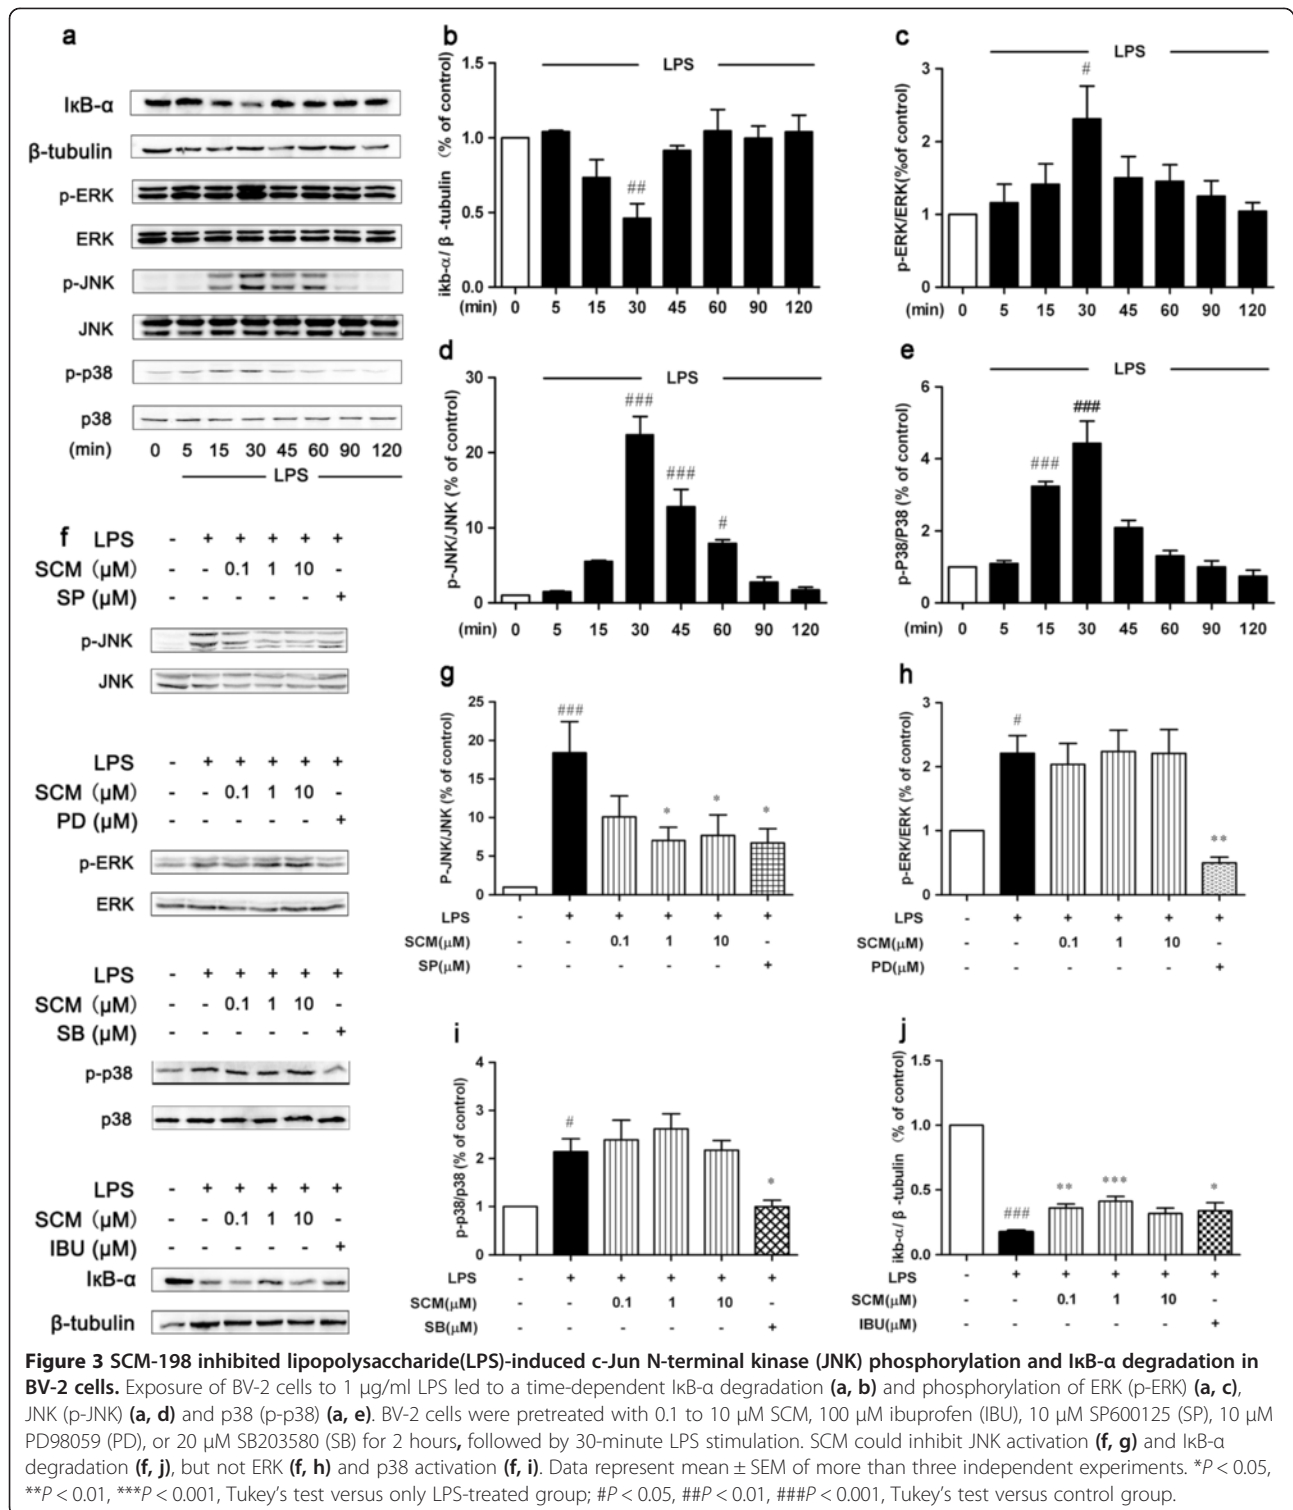 a
IκB-α
β-tubulin
p-ERK
ERK
p-JNK
JNK
p-p38
p38
(min) 0 5 15 30 45 60 90 120
LPS
b
LPS
ikb-α/ β -tubulin (% of control)
1.5
1.0
0.5
0.0
##
(min) 0 5 15 30 45 60 90 120
c
LPS
p-ERK/ERK(%of control)
3
2
1
0
#
(min) 0 5 15 30 45 60 90 120
d
LPS
p-JNK/JNK (% of control)
30
20
10
0
###
###
#
(min) 0 5 15 30 45 60 90 120
e
LPS
p-P38/P38 (% of control)
6
4
2
0
###
###
(min) 0 5 15 30 45 60 90 120
f LPS - + + + + +
SCM (μM) - - 0.1 1 10 -
SP (μM) - - - - - +
p-JNK
JNK
LPS - + + + + +
SCM (μM) - - 0.1 1 10 -
PD (μM) - - - - - +
p-ERK
ERK
LPS - + + + + +
SCM (μM) - - 0.1 1 10 -
SB (μM) - - - - - +
p-p38
p38
LPS - + + + + +
SCM (μM) - - 0.1 1 10 -
IBU (μM) - - - - - +
IκB-α
β-tubulin
g
P-JNK/JNK (% of control)
25
20
15
10
5
0
###
* * *
LPS - + + + + +
SCM(μM) - - 0.1 1 10 -
SP(μM) - - - - - +
h
p-ERK/ERK (% of control)
3
2
1
0
#
**
LPS - + + + + +
SCM(μM) - - 0.1 1 10 -
PD(μM) - - - - - +
i
p-p38/p38 (% of control)
4
3
2
1
0
#
*
LPS - + + + + +
SCM(μM) - - 0.1 1 10 -
SB(μM) - - - - - +
j
ikb-α/ β -tubulin (% of control)
1.5
1.0
0.5
0.0
###
** *** *
LPS - + + + + +
SCM(μM) - - 0.1 1 10 -
IBU(μM) - - - - - +
Figure 3 SCM-198 inhibited lipopolysaccharide(LPS)-induced c-Jun N-terminal kinase (JNK) phosphorylation and IκB-α degradation in
BV-2 cells. Exposure of BV-2 cells to 1 μg/ml LPS led to a time-dependent IκB-α degradation (a, b) and phosphorylation of ERK (p-ERK) (a, c),
JNK (p-JNK) (a, d) and p38 (p-p38) (a, e). BV-2 cells were pretreated with 0.1 to 10 μM SCM, 100 μM ibuprofen (IBU), 10 μM SP600125 (SP), 10 μM
PD98059 (PD), or 20 μM SB203580 (SB) for 2 hours, followed by 30-minute LPS stimulation. SCM could inhibit JNK activation (f, g) and IκB-α
degradation (f, j), but not ERK (f, h) and p38 activation (f, i). Data represent mean ± SEM of more than three independent experiments. *P < 0.05,
**P < 0.01, ***P < 0.001, Tukey's test versus only LPS-treated group; #P < 0.05, ##P < 0.01, ###P < 0.001, Tukey's test versus control group.